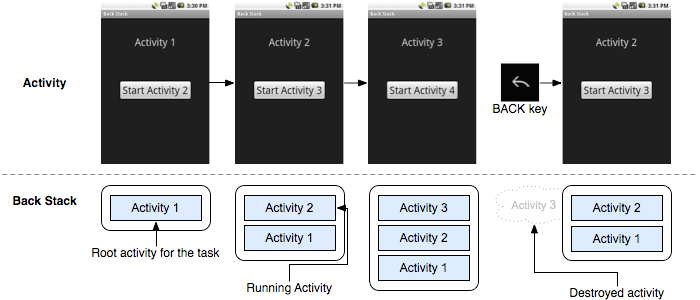 3:30 PM
Back Stack
Activity 1
Start Activity 2
3:31 PM
Back Stack
Activity 2
Start Activity 3
3:31 PM
Back Stack
Activity 3
Start Activity 4
3:31 PM
Back Stack
Activity 2
Start Activity 3
Activity
BACK key
Back Stack
Activity 1
Root activity for the task
Activity 2
Activity 1
Running Activity
Activity 3
Activity 2
Activity 1
Activity 3
Activity 2
Activity 1
Destroyed activity